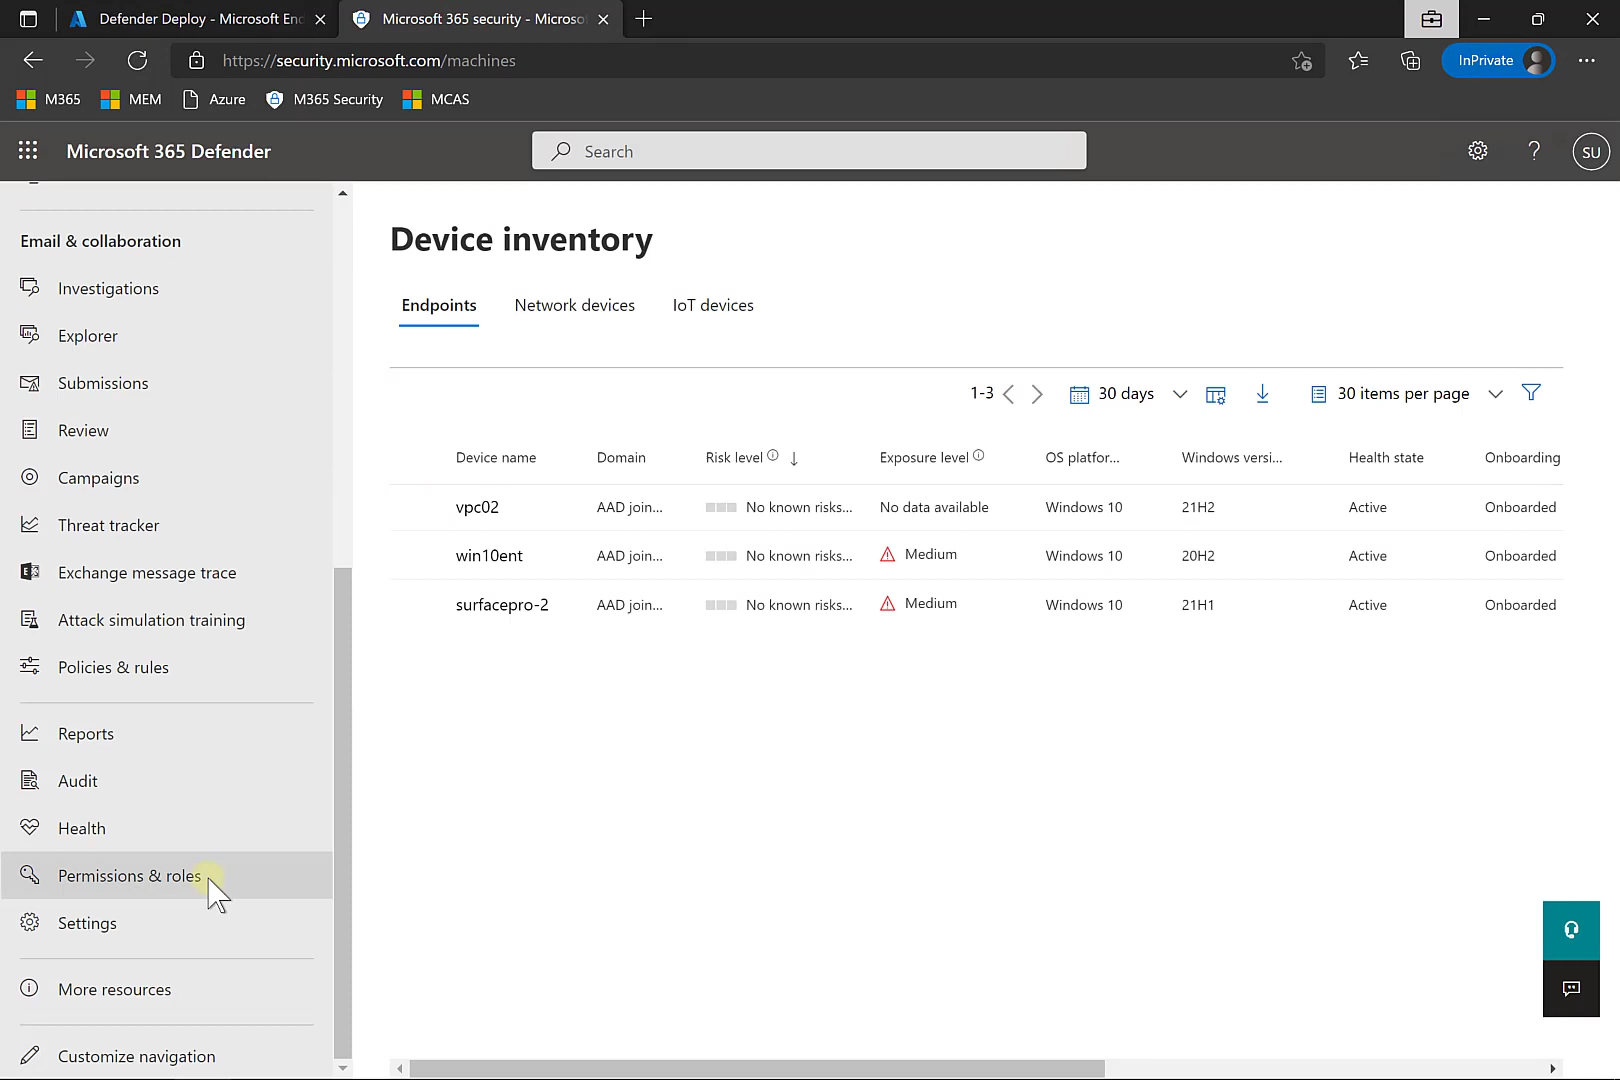 Defender Deploy - Microsoft En
Microsoft 365 security - Microso
https://security.microsoft.com/machines
InPrivate
M365
MEM
Azure
M365 Security
MCAS
Microsoft 365 Defender
Search
SU
Email & collaboration
Investigations
Explorer
Submissions
Review
Campaigns
Threat tracker
Exchange message trace
Attack simulation training
Policies & rules
Reports
Audit
Health
Permissions & roles
Settings
More resources
Customize navigation
Device inventory
Endpoints Network devices IoT devices
1-3 30 days 30 items per page
Device name Domain Risk level Exposure level OS platfor... Windows versi... Health state Onboarding
vpc02 AAD join... No known risks... No data available Windows 10 21H2 Active Onboarded
win10ent AAD join... No known risks... Medium Windows 10 20H2 Active Onboarded
surfacepro-2 AAD join... No known risks... Medium Windows 10 21H1 Active Onboarded